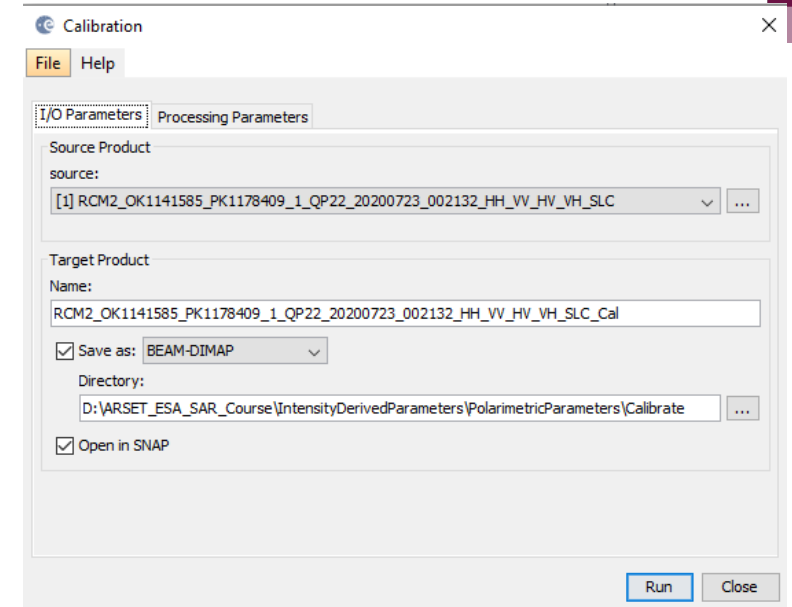 Calibration
File Help
I/O Parameters Processing Parameters
Source Product
source:
[1] RCM2_OK1141585_PK1178409_1_QP22_20200723_002132_HH_VV_HV_VH_SLC ...
Target Product
Name:
RCM2_OK1141585_PK1178409_1_QP22_20200723_002132_HH_VV_HV_VH_SLC_Cal
Save as: BEAM-DIMAP
Directory:
D:\ARSET_ESA_SAR_Course\IntensityDerivedParameters\PolarimetricParameters\Calibrate ...
Open in SNAP
Run Close